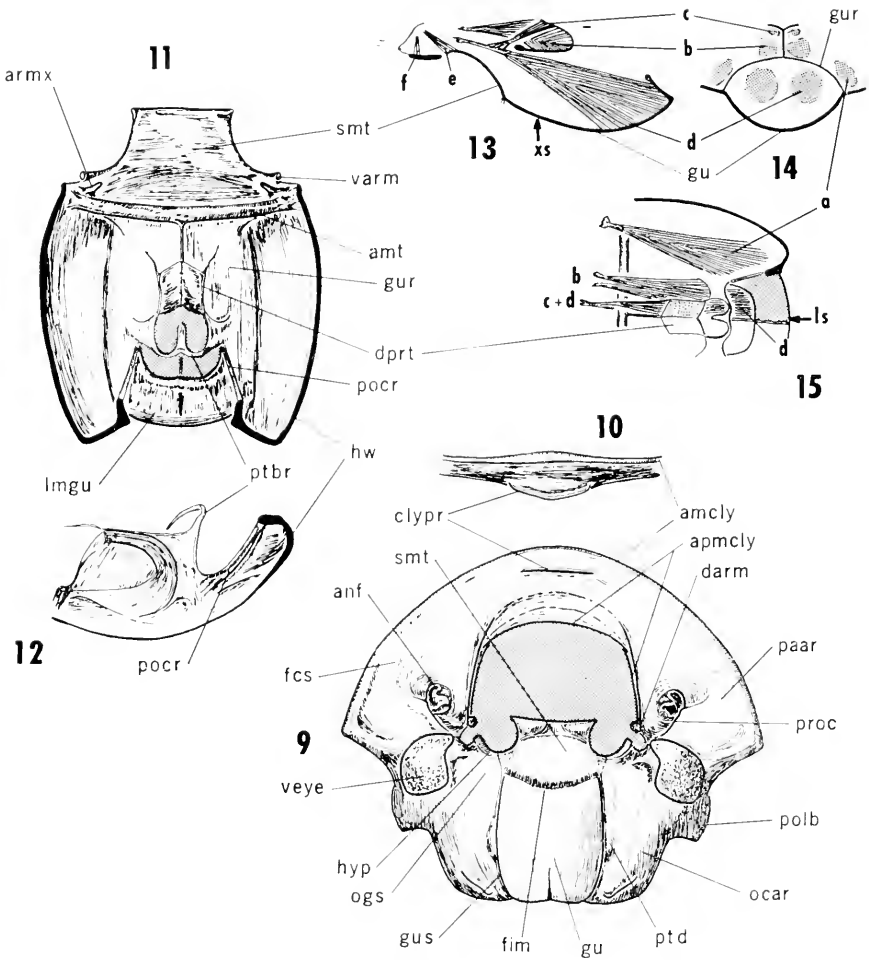 11
armx
smt
varm
amt
gur
dprt
pocr
ptbr
lmgu
hw
12
pocr
13
f
e
c
b
d
xs
gu
14
gur
a
15
b
c + d
d
ls
10
clypr
amcly
smt
apmcly
darm
anf
fcs
paar
9
proc
veye
polb
hyp
ogs
ocar
gus
fim
gu
ptd